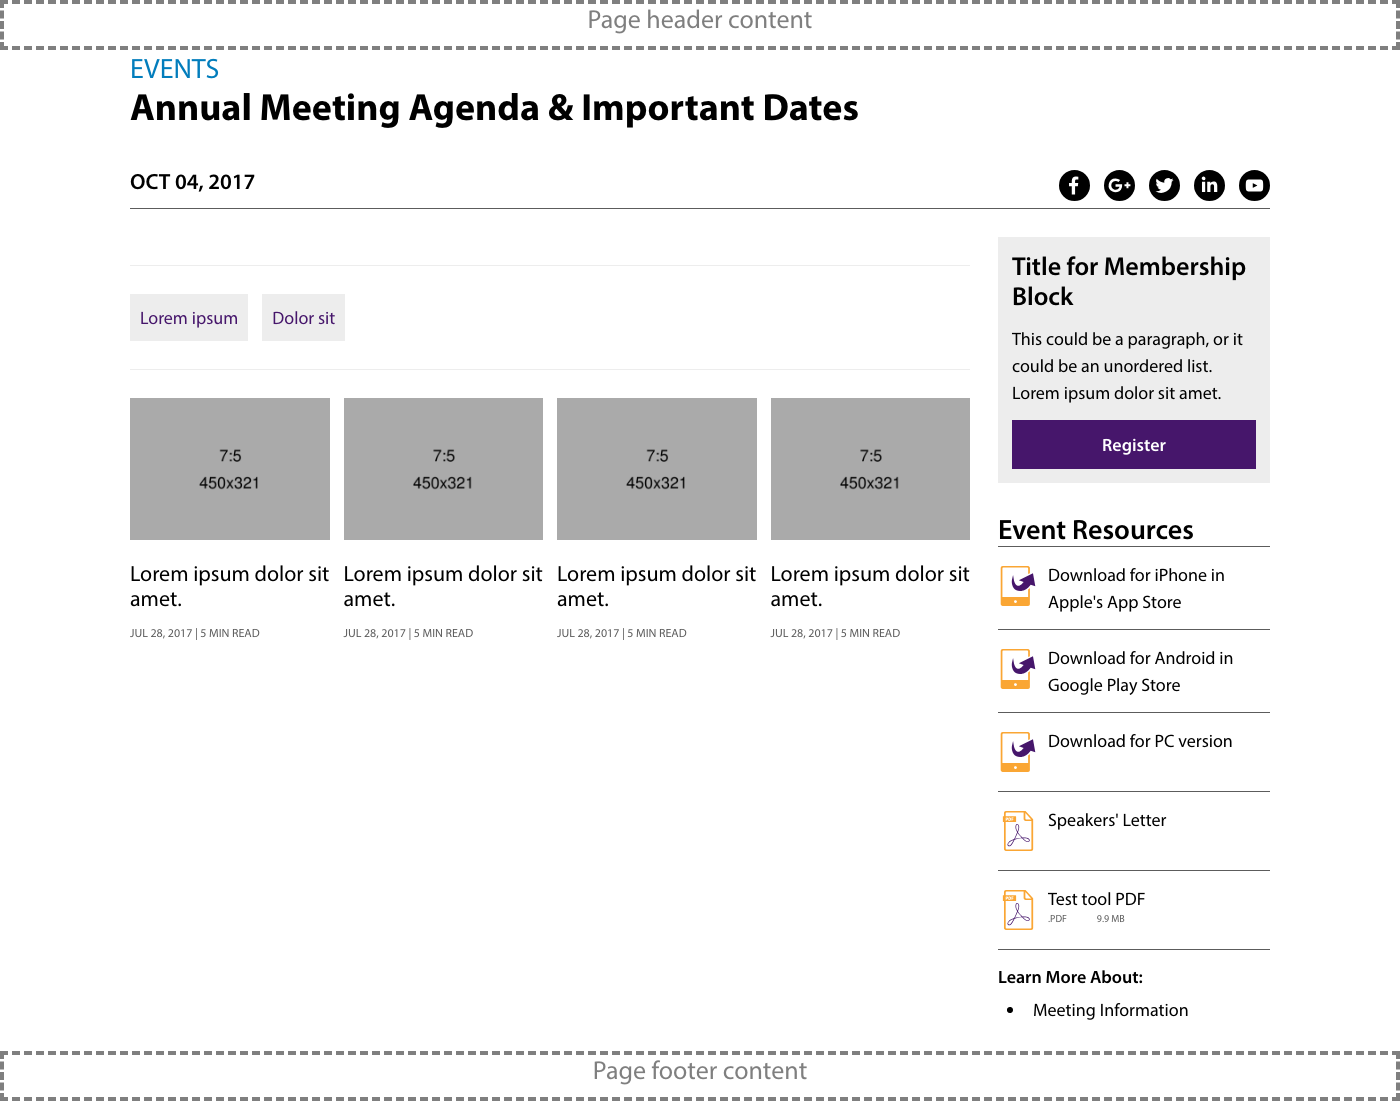 Page header content
EVENTS
Annual Meeting Agenda & Important Dates
OCT 04, 2017
Lorem ipsum
Dolor sit
7:5
450x321
7:5
450x321
7:5
450x321
7:5
450x321
Lorem ipsum dolor sit
amet.
JUL 28, 2017 | 5 MIN READ
Lorem ipsum dolor sit
amet.
JUL 28, 2017 | 5 MIN READ
Lorem ipsum dolor sit
amet.
JUL 28, 2017 | 5 MIN READ
Lorem ipsum dolor sit
amet.
JUL 28, 2017 | 5 MIN READ
Title for Membership
Block
This could be a paragraph, or it
could be an unordered list.
Lorem ipsum dolor sit amet.
Register
Event Resources
Download for iPhone in
Apple's App Store
Download for Android in
Google Play Store
Download for PC version
Speakers' Letter
Test tool PDF
.PDF 9.9 MB
Learn More About:
• Meeting Information
Page footer content